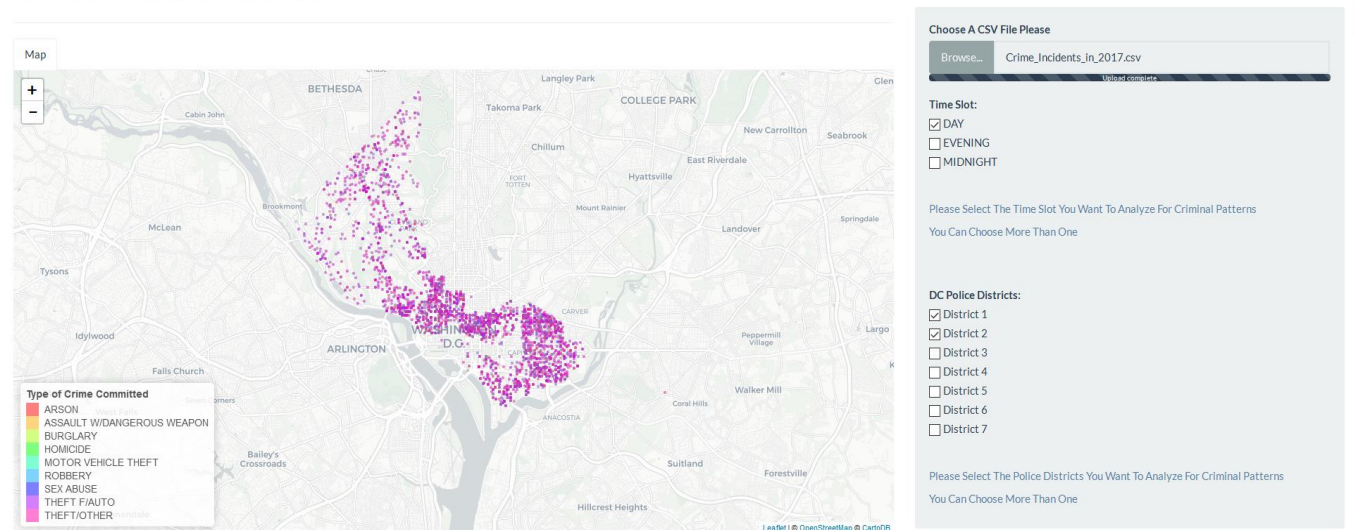 Map
+
−
BETHESDA
Langley Park
Glen
COLLEGE PARK
Takoma Park
Cabin John
New Carrollton
Seabrook
Chillum
East Riverdale
FORT
TOTTEN
Hyattsville
Brookmont
Mount Rainier
Springdale
McLean
Landover
Tysons
CARVER
WASHINGTON
D.C.
Peppermill
Village
Largo
Idylwood
ARLINGTON
Falls Church
Walker Mill
Coral Hills
ANACOSTIA
Bailey's
Crossroads
Suitland
Forestville
Hillcrest Heights
Type of Crime Committed
ARSON
ASSAULT W/DANGEROUS WEAPON
BURGLARY
HOMICIDE
MOTOR VEHICLE THEFT
ROBBERY
SEX ABUSE
THEFT F/AUTO
THEFT/OTHER
Leaflet | © OpenStreetMap © CartoDB
Choose A CSV File Please
Browse... Crime_Incidents_in_2017.csv
Upload complete
Time Slot:
DAY
EVENING
MIDNIGHT
Please Select The Time Slot You Want To Analyze For Criminal Patterns
You Can Choose More Than One
DC Police Districts:
District 1
District 2
District 3
District 4
District 5
District 6
District 7
Please Select The Police Districts You Want To Analyze For Criminal Patterns
You Can Choose More Than One